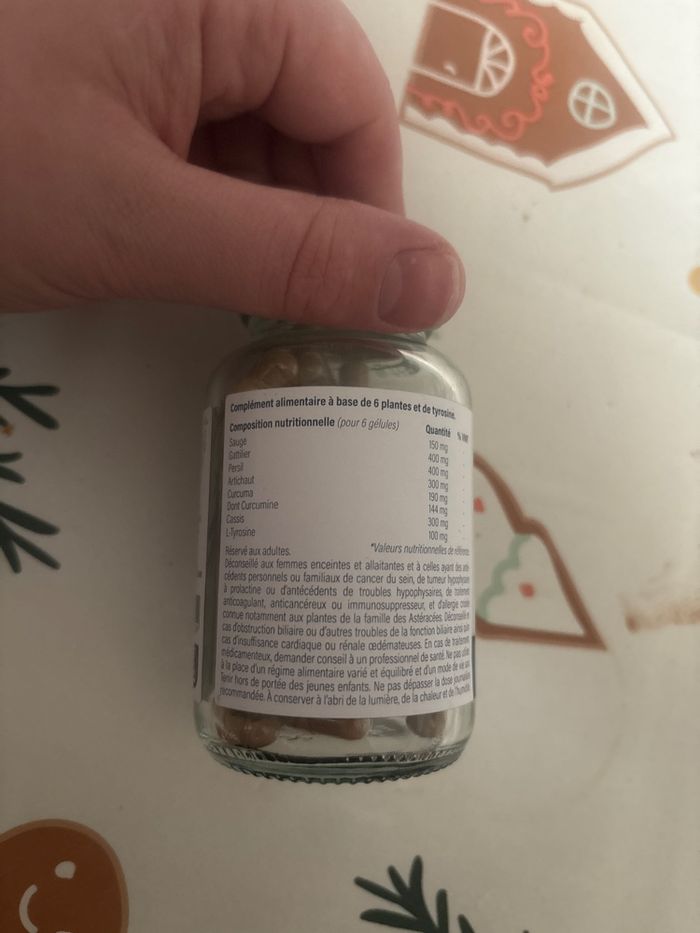 Complément alimentaire à base de 6 plantes et de tyrosine.
Composition nutritionnelle (pour 6 gélules) Quantité % VNR*
Sauge 150 mg -
Gattilier 400 mg -
Persil 400 mg -
Artichaut 300 mg -
Curcuma 190 mg -
Dont Curcumine 144 mg -
Cassis 300 mg -
L-Tyrosine 100 mg -
*Valeurs nutritionnelles de référence
Réservé aux adultes.
Déconseillé aux femmes enceintes et allaitantes et à celles ayant des anté-
cédents personnels ou familiaux de cancer du sein, de tumeur hypophysaire
à prolactine ou d'antécédents de troubles hypophysaires, de traitement
anticoagulant, anticancéreux ou immunosuppresseur, et d'allergie croisée
connue notamment aux plantes de la famille des Astéracées. Déconseillé en
cas d'obstruction biliaire ou d'autres troubles de la fonction biliaire ainsi qu'en
cas d'insuffisance cardiaque ou rénale œdémateuses. En cas de traitement
médicamenteux, demander conseil à un professionnel de santé. Ne pas utiliser
à la place d'un régime alimentaire varié et équilibré et d'un mode de vie sain.
Tenir hors de portée des jeunes enfants. Ne pas dépasser la dose journalière
recommandée. À conserver à l'abri de la lumière, de la chaleur et de l'humidité.